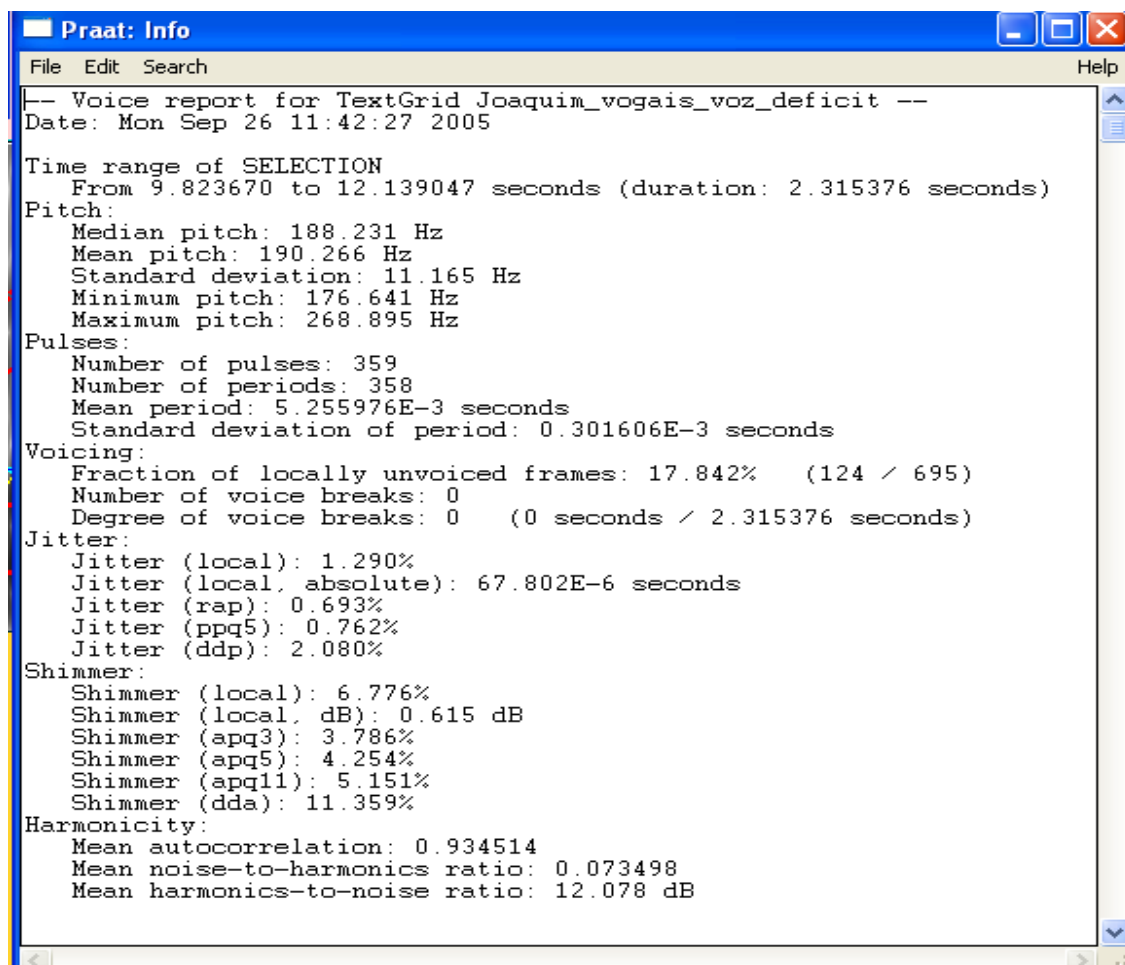 Praat: Info
File Edit Search Help
-- Voice report for TextGrid Joaquim_vogais_voz_deficit --
Date: Mon Sep 26 11:42:27 2005
Time range of SELECTION
From 9.823670 to 12.139047 seconds (duration: 2.315376 seconds)
Pitch:
Median pitch: 188.231 Hz
Mean pitch: 190.266 Hz
Standard deviation: 11.165 Hz
Minimum pitch: 176.641 Hz
Maximum pitch: 268.895 Hz
Pulses:
Number of pulses: 359
Number of periods: 358
Mean period: 5.255976E-3 seconds
Standard deviation of period: 0.301606E-3 seconds
Voicing:
Fraction of locally unvoiced frames: 17.842% (124 / 695)
Number of voice breaks: 0
Degree of voice breaks: 0 (0 seconds / 2.315376 seconds)
Jitter:
Jitter (local): 1.290%
Jitter (local, absolute): 67.802E-6 seconds
Jitter (rap): 0.693%
Jitter (ppq5): 0.762%
Jitter (ddp): 2.080%
Shimmer:
Shimmer (local): 6.776%
Shimmer (local, dB): 0.615 dB
Shimmer (apq3): 3.786%
Shimmer (apq5): 4.254%
Shimmer (apq11): 5.151%
Shimmer (dda): 11.359%
Harmonicity:
Mean autocorrelation: 0.934514
Mean noise-to-harmonics ratio: 0.073498
Mean harmonics-to-noise ratio: 12.078 dB